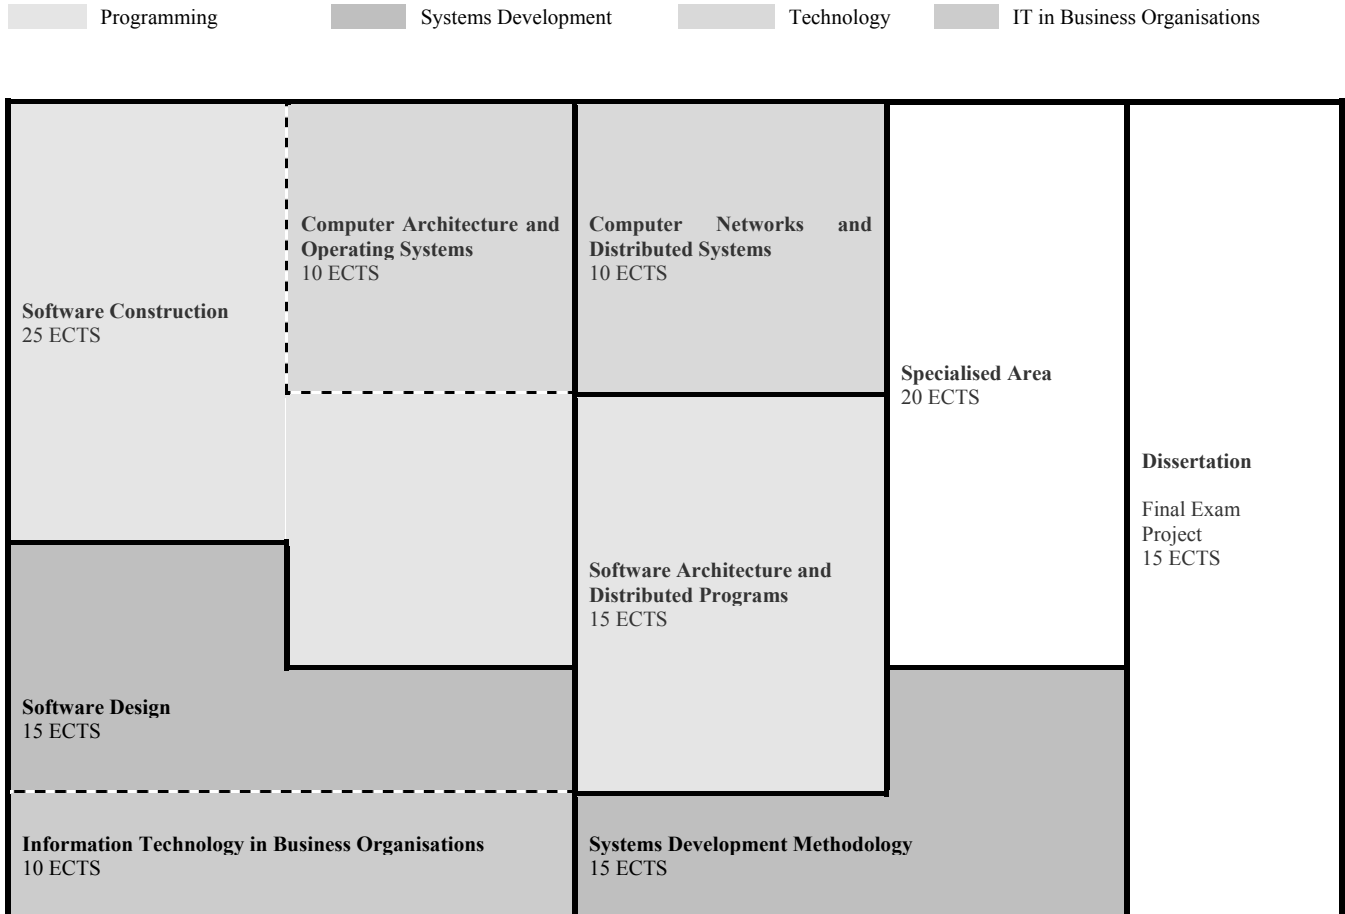 Programming
Systems Development
Technology
IT in Business Organisations
Computer Architecture and
Operating Systems
10 ECTS
Computer Networks and
Distributed Systems
10 ECTS
Software Construction
25 ECTS
Specialised Area
20 ECTS
Dissertation
Final Exam
Project
15 ECTS
Software Architecture and
Distributed Programs
15 ECTS
Software Design
15 ECTS
Information Technology in Business Organisations
10 ECTS
Systems Development Methodology
15 ECTS